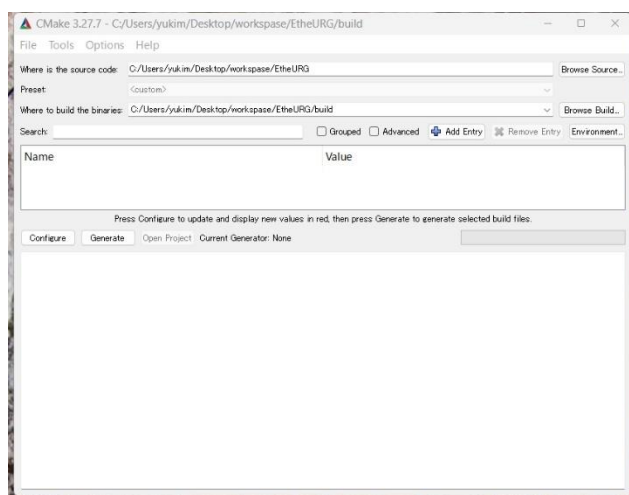 CMake 3.27.7 - C:/Users/yukim/Desktop/workspase/EtheURG/build
File Tools Options Help
Where is the source code: C:/Users/yukim/Desktop/workspase/EtheURG Browse Source...
Preset: <custom>
Where to build the binaries: C:/Users/yukim/Desktop/workspase/EtheURG/build Browse Build...
Search: Grouped Advanced Add Entry Remove Entry Environment...
Name Value
Press Configure to update and display new values in red, then press Generate to generate selected build files.
Configure Generate Open Project Current Generator: None